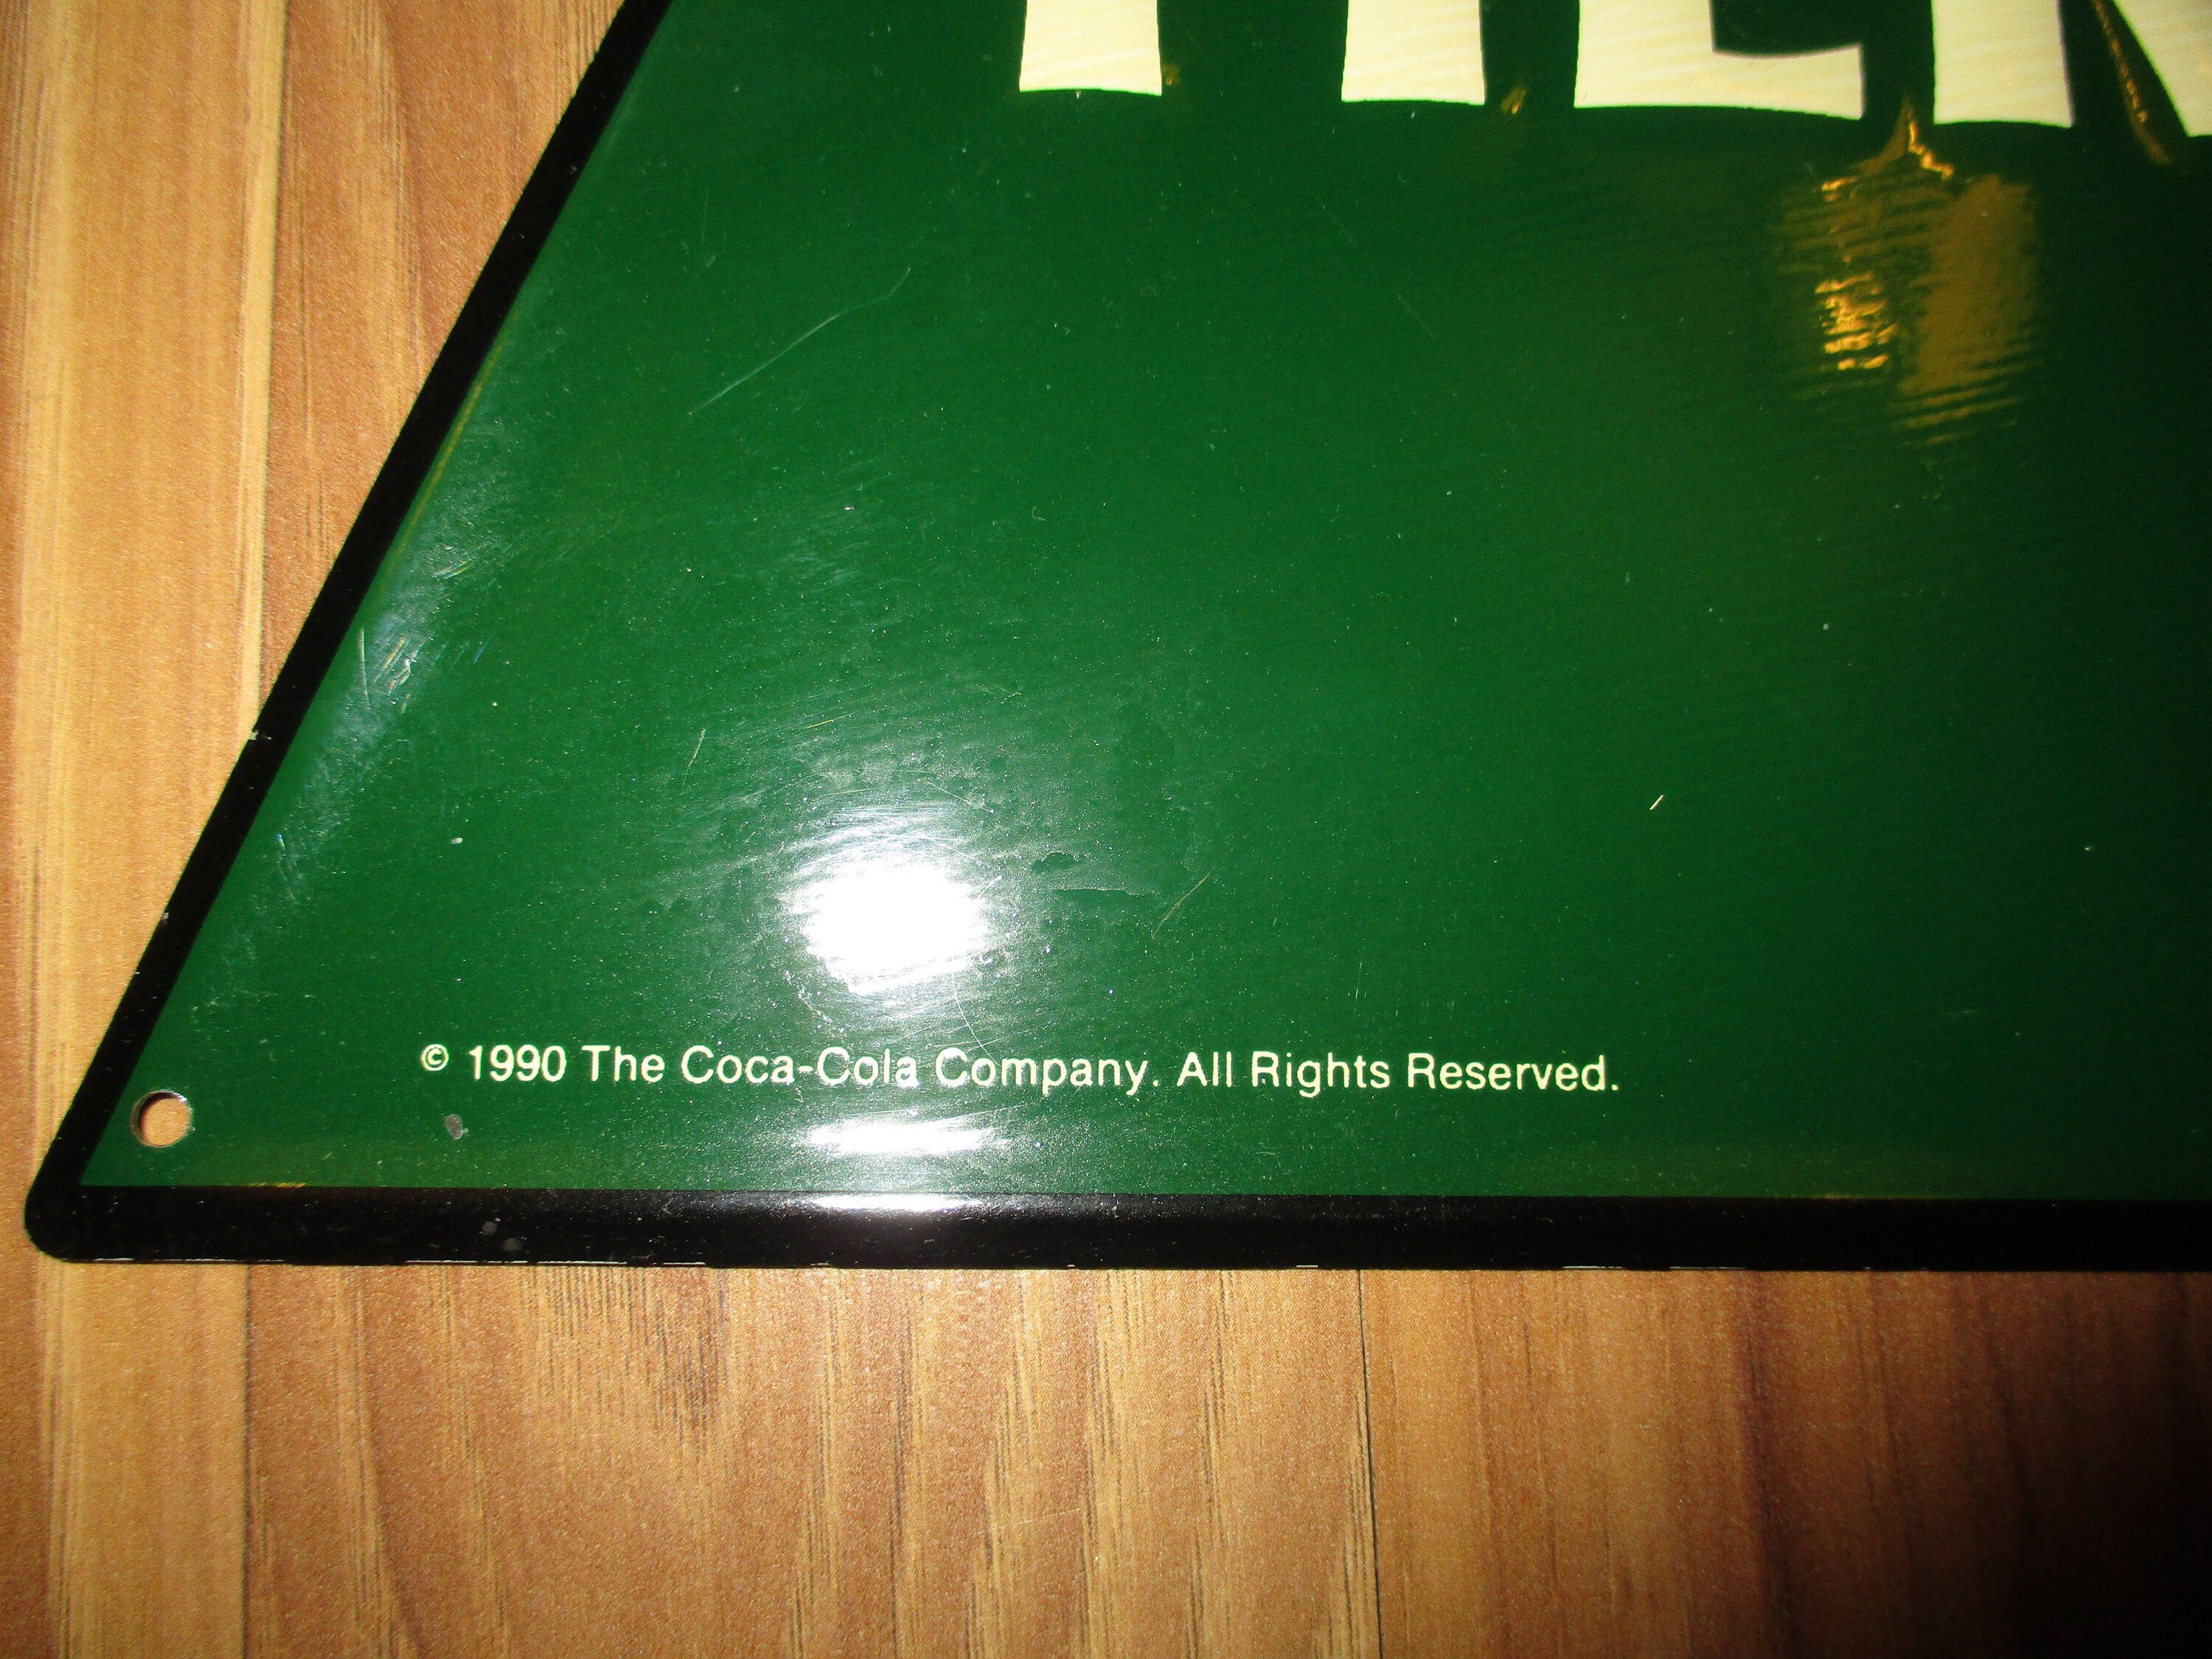 © 1990 The Coca-Cola Company. All Rights Reserved.